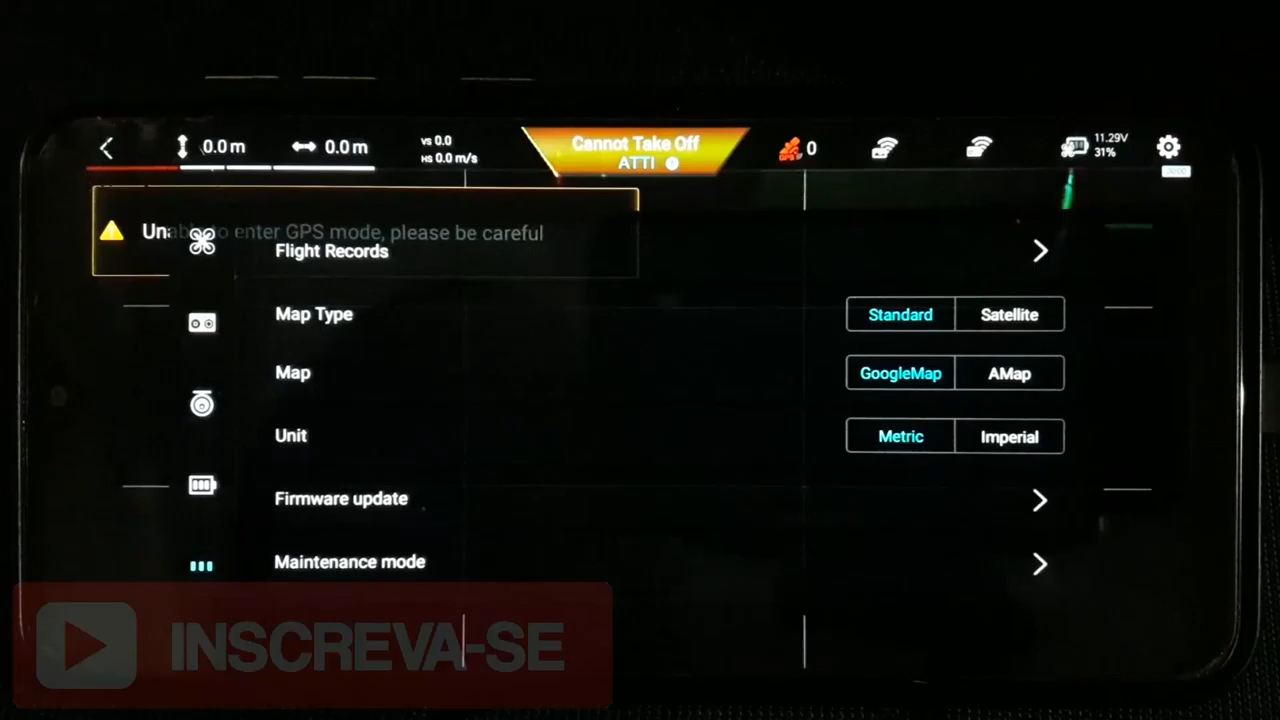 0.0 m
0.0 m
VS 0.0
HS 0.0 m/s
Cannot Take Off
ATTI
GPS
0
11.29V
31%
Unable to enter GPS mode, please be careful
Flight Records
Map Type
Standard
Satellite
Map
GoogleMap
AMap
Unit
Metric
Imperial
Firmware update
Maintenance mode
INSCREVA-SE